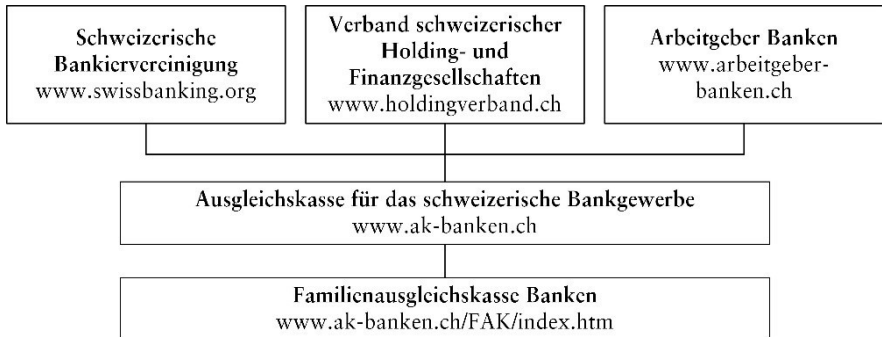 Schweizerische
Bankiervereinigung
www.swissbanking.org
Verband schweizerischer
Holding- und
Finanzgesellschaften
www.holdingverband.ch
Arbeitgeber Banken
www.arbeitgeber-
banken.ch
Ausgleichskasse für das schweizerische Bankgewerbe
www.ak-banken.ch
Familienausgleichskasse Banken
www.ak-banken.ch/FAK/index.htm